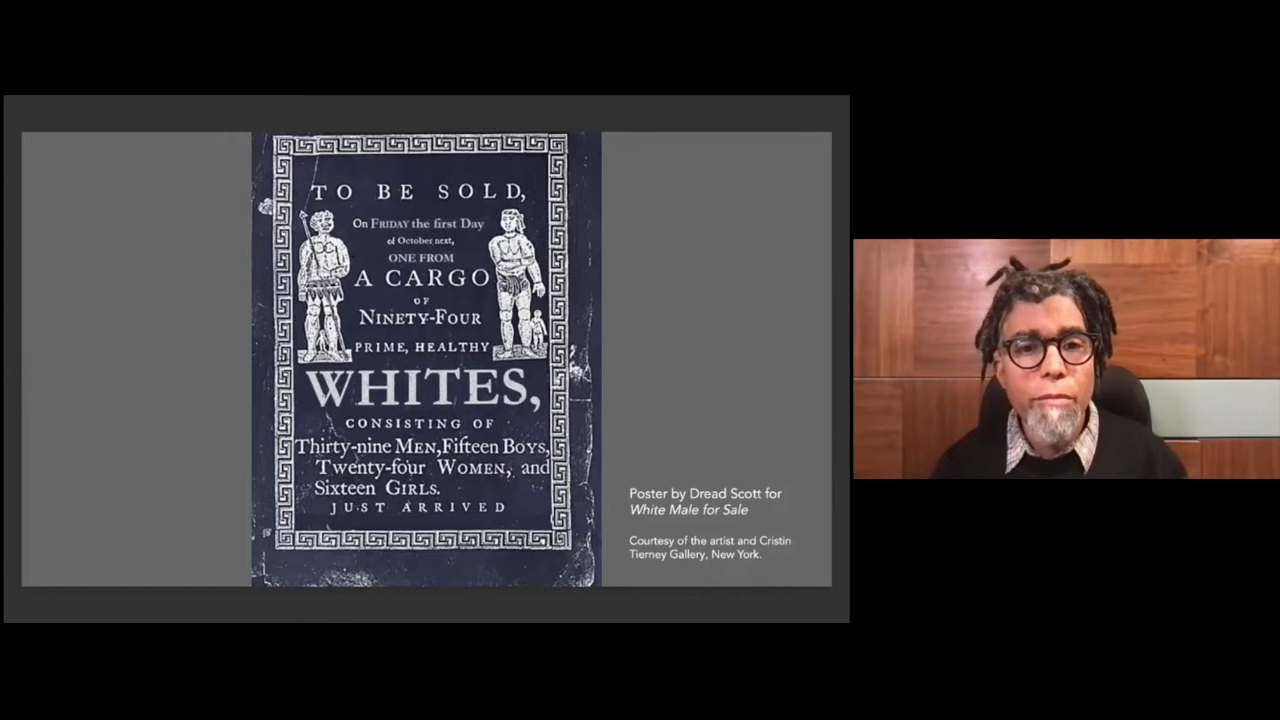 TO BE SOLD,
On FRIDAY the first Day
of October next,
ONE FROM
A CARGO
OF
NINETY-FOUR
PRIME, HEALTHY
WHITES,
CONSISTING OF
Thirty-nine MEN, Fifteen BOYS,
Twenty-four WOMEN, and
Sixteen GIRLS.
JUST ARRIVED
Poster by Dread Scott for
White Male for Sale
Courtesy of the artist and Cristin
Tierney Gallery, New York.